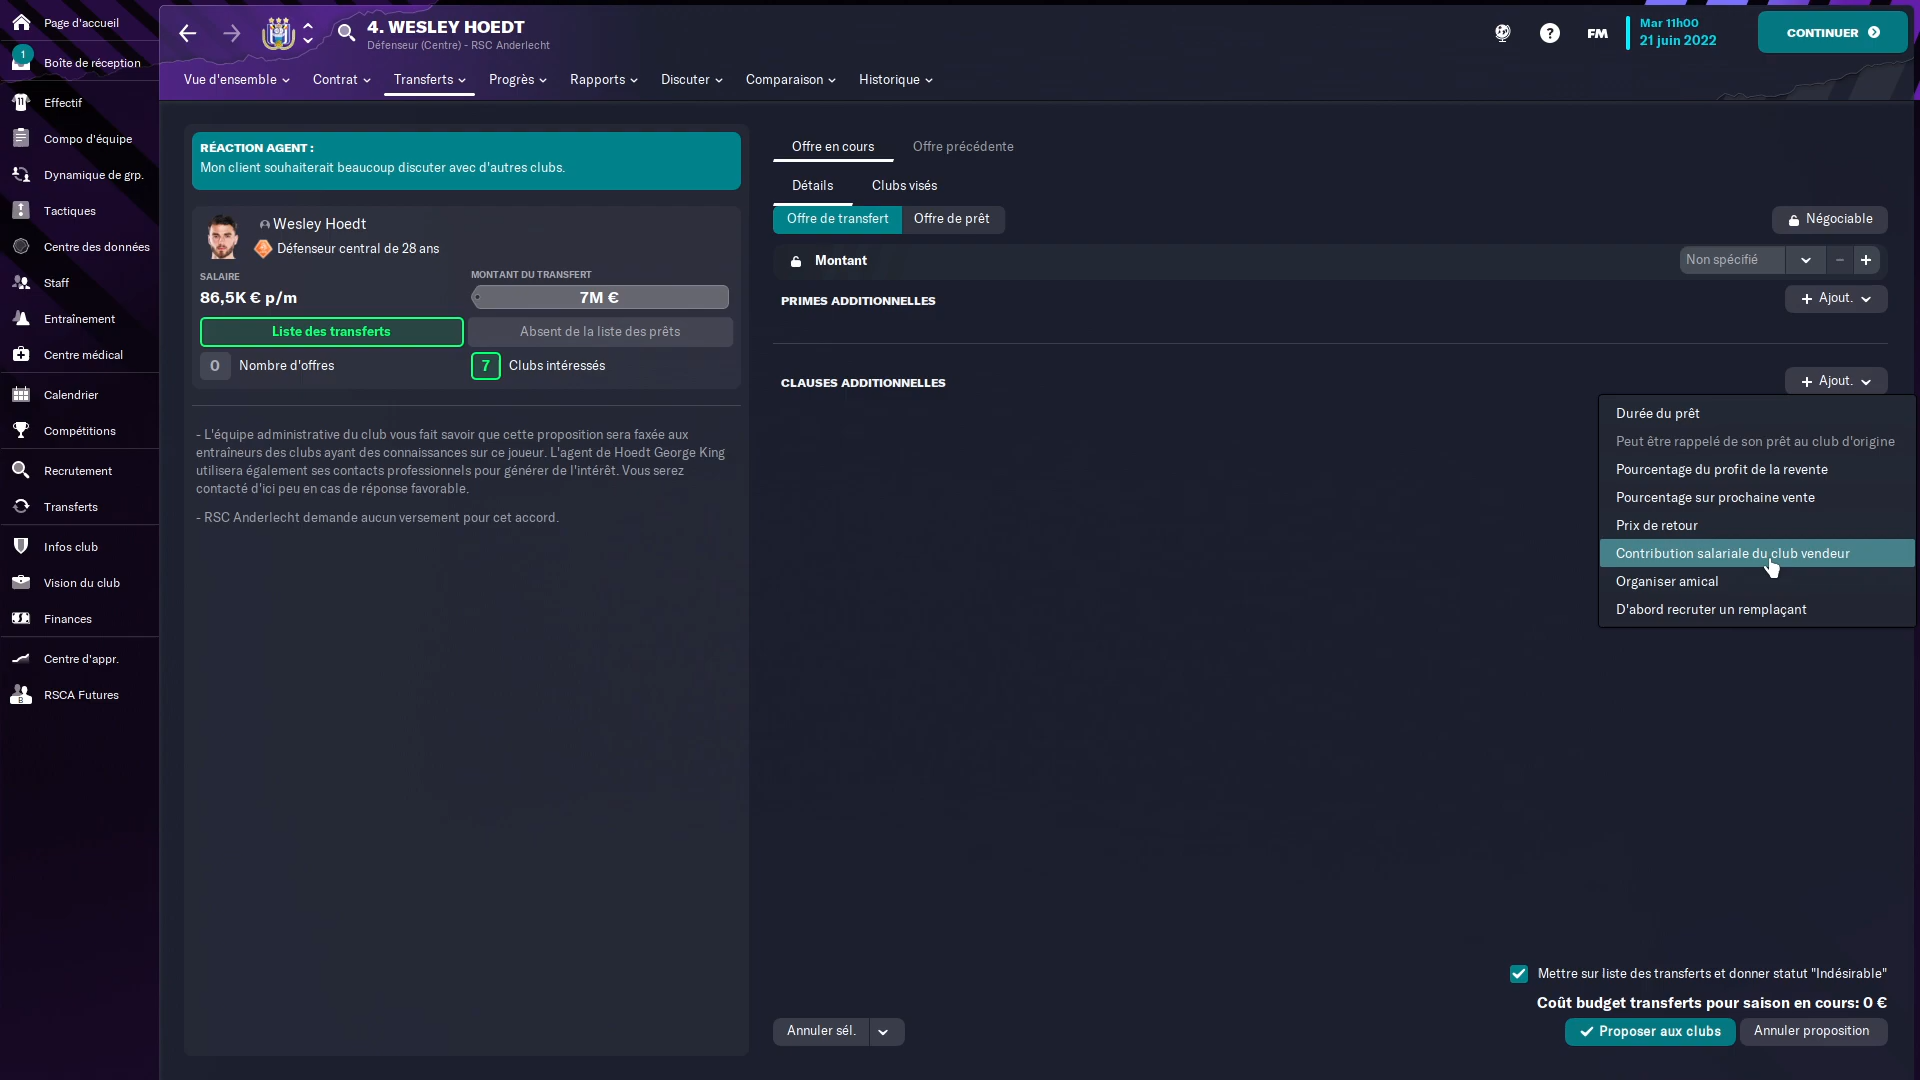 Page d'accueil
1
Boîte de réception
Effectif
Compo d'équipe
Dynamique de grp.
Tactiques
Centre des données
Staff
Entraînement
Centre médical
Calendrier
Compétitions
Recrutement
Transferts
Infos club
Vision du club
Finances
Centre d'appr.
RSCA Futures
4. WESLEY HOEDT
Défenseur (Centre) - RSC Anderlecht
FM
Mar 11h00
21 juin 2022
CONTINUER
Vue d'ensemble
Contrat
Transferts
Progrès
Rapports
Discuter
Comparaison
Historique
RÉACTION AGENT :
Mon client souhaiterait beaucoup discuter avec d'autres clubs.
Wesley Hoedt
Défenseur central de 28 ans
SALAIRE
86,5K € p/m
MONTANT DU TRANSFERT
7M €
Liste des transferts
Absent de la liste des prêts
0 Nombre d'offres
7 Clubs intéressés
- L'équipe administrative du club vous fait savoir que cette proposition sera faxée aux
entraîneurs des clubs ayant des connaissances sur ce joueur. L'agent de Hoedt George King
utilisera également ses contacts professionnels pour générer de l'intérêt. Vous serez
contacté d'ici peu en cas de réponse favorable.
- RSC Anderlecht demande aucun versement pour cet accord.
Offre en cours
Offre précédente
Détails
Clubs visés
Offre de transfert
Offre de prêt
Négociable
Montant
Non spécifié
PRIMES ADDITIONNELLES
+ Ajout.
CLAUSES ADDITIONNELLES
+ Ajout.
Durée du prêt
Peut être rappelé de son prêt au club d'origine
Pourcentage du profit de la revente
Pourcentage sur prochaine vente
Prix de retour
Contribution salariale du club vendeur
Organiser amical
D'abord recruter un remplaçant
Mettre sur liste des transferts et donner statut "Indésirable"
Coût budget transferts pour saison en cours: 0 €
Annuler sél.
Proposer aux clubs
Annuler proposition